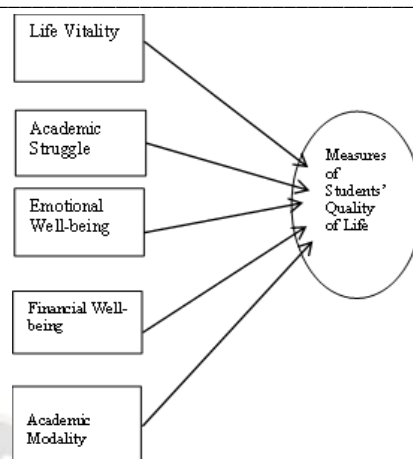 Life Vitality
Academic
Struggle
Emotional
Well-being
Financial Well-
being
Academic
Modality
Measures
of
Students'
Quality
of Life